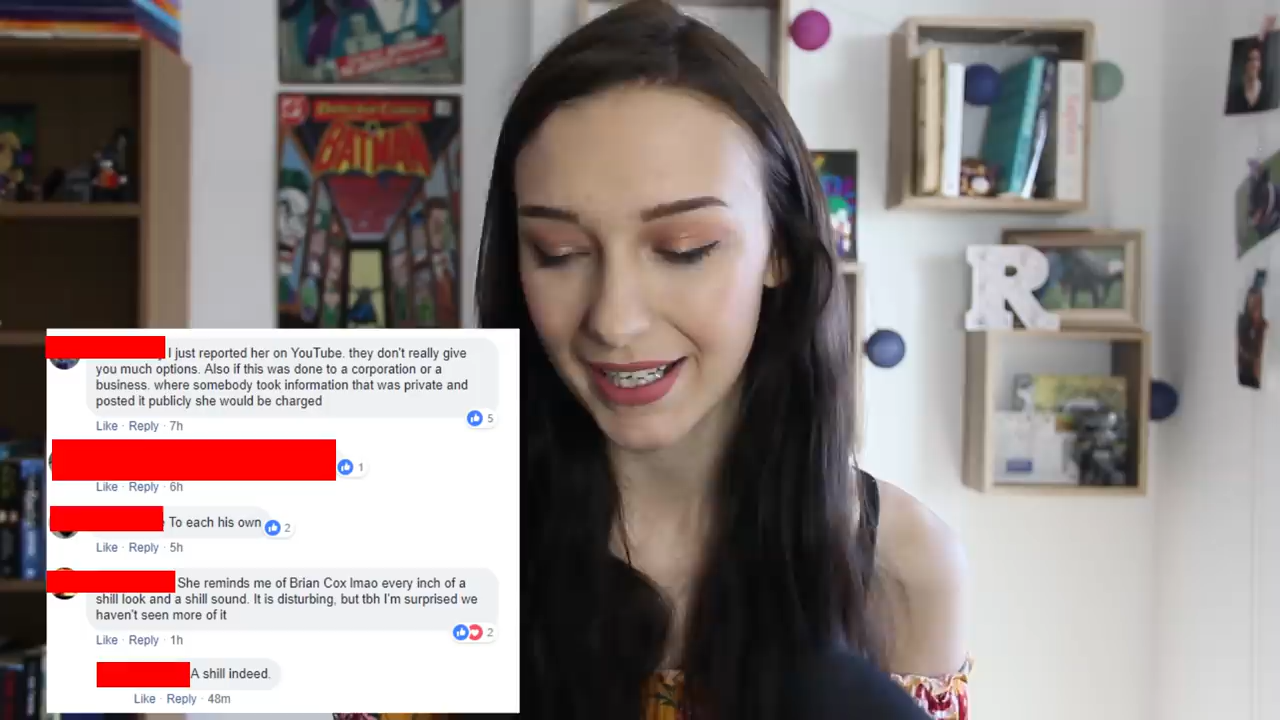 DC
Detective Comics
BATMAN
R
I just reported her on YouTube. they don't really give
you much options. Also if this was done to a corporation or a
business. where somebody took information that was private and
posted it publicly she would be charged
5
Like · Reply · 7h
1
Like · Reply · 6h
To each his own
2
Like · Reply · 5h
She reminds me of Brian Cox lmao every inch of a
shill look and a shill sound. It is disturbing, but tbh I'm surprised we
haven't seen more of it
2
Like · Reply · 1h
A shill indeed.
Like · Reply · 48m